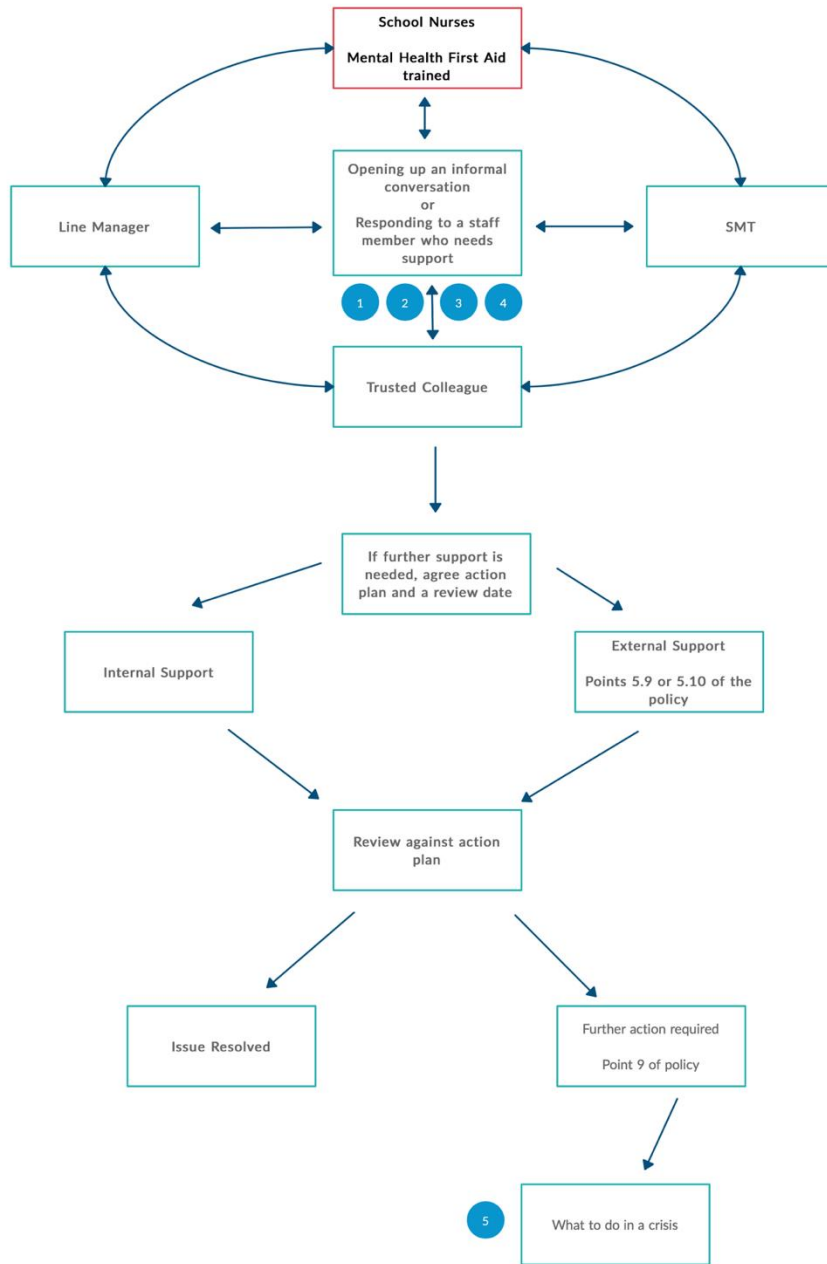 School Nurses
Mental Health First Aid
trained
Opening up an informal
conversation
or
Responding to a staff
member who needs
support
Line Manager
SMT
1
2
3
4
Trusted Colleague
If further support is
needed, agree action
plan and a review date
Internal Support
External Support
Points 5.9 or 5.10 of the
policy
Review against action
plan
Issue Resolved
Further action required
Point 9 of policy
5
What to do in a crisis